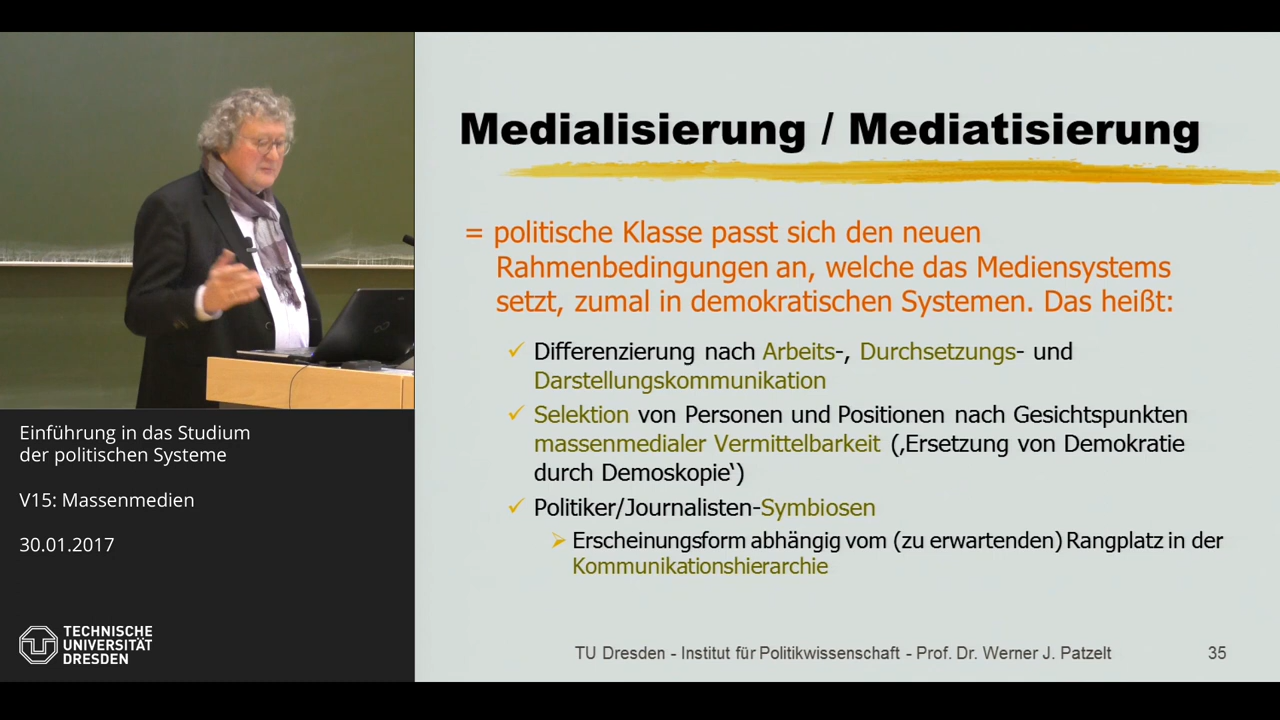 Medialisierung / Mediatisierung
= politische Klasse passt sich den neuen
Rahmenbedingungen an, welche das Mediensystems
setzt, zumal in demokratischen Systemen. Das heißt:
✓ Differenzierung nach Arbeits-, Durchsetzungs- und
Darstellungskommunikation
✓ Selektion von Personen und Positionen nach Gesichtspunkten
massenmedialer Vermittelbarkeit (‚Ersetzung von Demokratie
durch Demoskopie‘)
✓ Politiker/Journalisten-Symbiosen
➢ Erscheinungsform abhängig vom (zu erwartenden) Rangplatz in der
Kommunikationshierarchie
TU Dresden - Institut für Politikwissenschaft - Prof. Dr. Werner J. Patzelt
35
Einführung in das Studium
der politischen Systeme
V15: Massenmedien
30.01.2017
TECHNISCHE
UNIVERSITÄT
DRESDEN